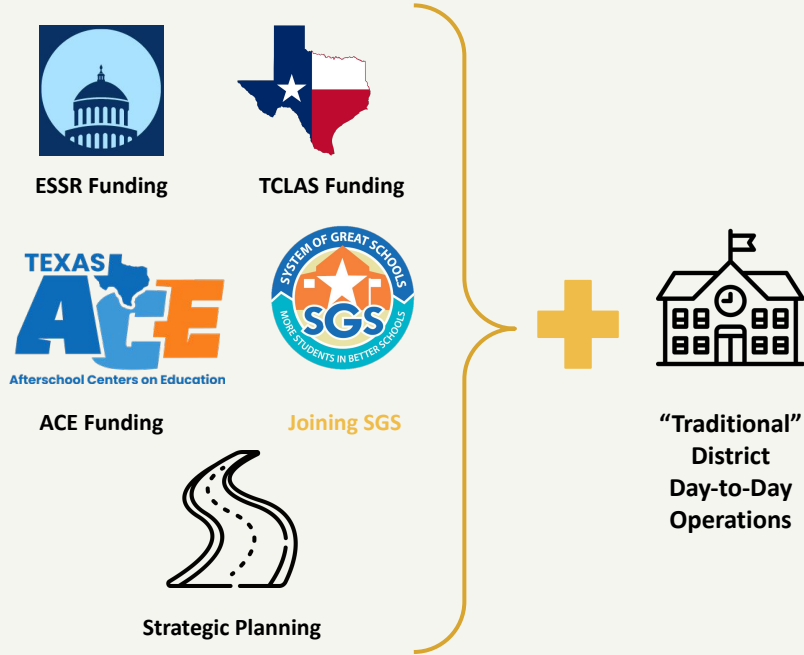 ESSR Funding
TCLAS Funding
TEXAS
ACE
Afterschool Centers on Education
SYSTEM OF GREAT SCHOOLS
SGS
MORE STUDENTS IN BETTER SCHOOLS
ACE Funding
Joining SGS
Strategic Planning
“Traditional”
District
Day-to-Day
Operations